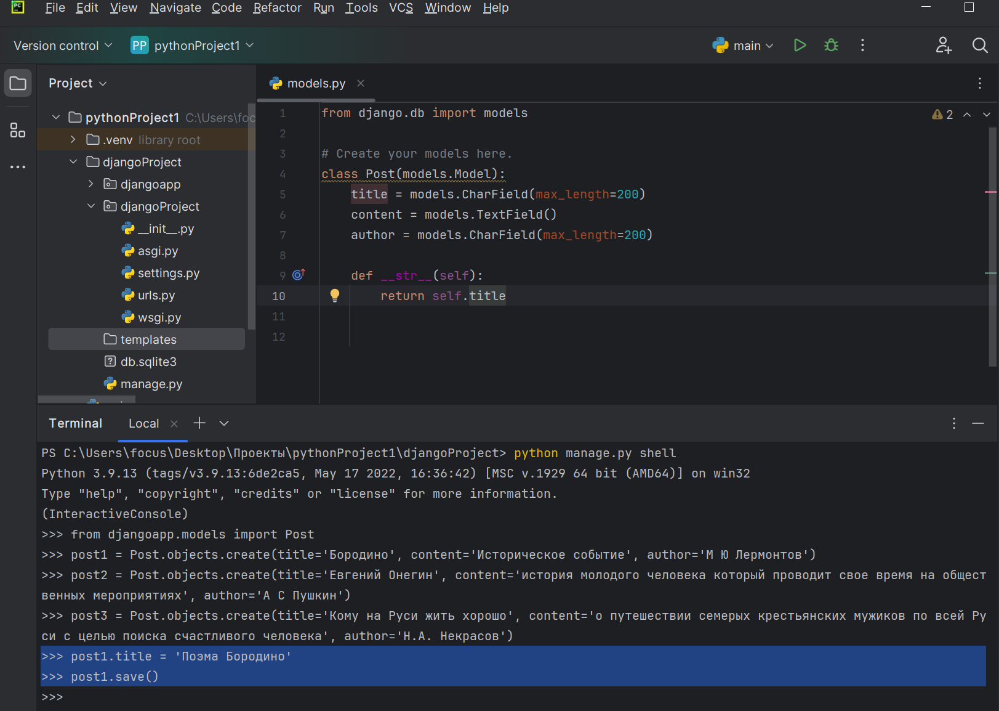 PC
File Edit View Navigate Code Refactor Run Tools VCS Window Help
Version control PP pythonProject1 main
Project
models.py
pythonProject1 C:\Users\foc
.venv library root
djangoProject
djangoapp
djangoProject
__init__.py
asgi.py
settings.py
urls.py
wsgi.py
templates
db.sqlite3
manage.py
2
1 from django.db import models
2
3 # Create your models here.
4 class Post(models.Model):
5 title = models.CharField(max_length=200)
6 content = models.TextField()
7 author = models.CharField(max_length=200)
8
9 def __str__(self):
10 return self.title
11
12
Terminal Local
PS C:\Users\focus\Desktop\Проекты\pythonProject1\djangoProject> python manage.py shell
Python 3.9.13 (tags/v3.9.13:6de2ca5, May 17 2022, 16:36:42) [MSC v.1929 64 bit (AMD64)] on win32
Type "help", "copyright", "credits" or "license" for more information.
(InteractiveConsole)
>>> from djangoapp.models import Post
>>> post1 = Post.objects.create(title='Бородино', content='Историческое событие', author='М Ю Лермонтов')
>>> post2 = Post.objects.create(title='Евгений Онегин', content='история молодого человека который проводит свое время на общест
венных мероприятиях', author='А С Пушкин')
>>> post3 = Post.objects.create(title='Кому на Руси жить хорошо', content='о путешествии семерых крестьянских мужиков по всей Ру
си с целью поиска счастливого человека', author='Н.А. Некрасов')
>>> post1.title = 'Поэма Бородино'
>>> post1.save()
>>>